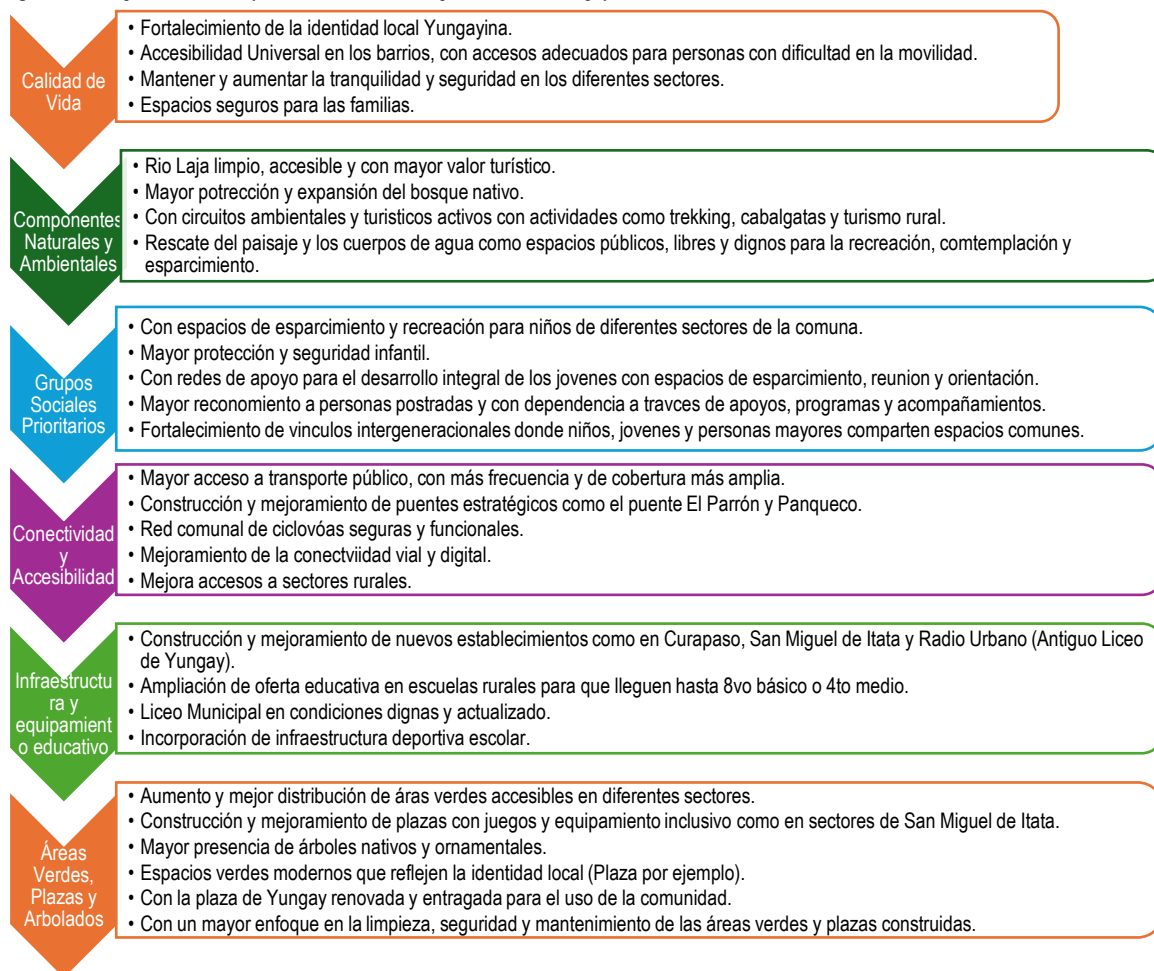 Calidad de
Vida
• Fortalecimiento de la identidad local Yungayina.
• Accesibilidad Universal en los barrios, con accesos adecuados para personas con dificultad en la movilidad.
• Mantener y aumentar la tranquilidad y seguridad en los diferentes sectores.
• Espacios seguros para las familias.
Componentes
Naturales y
Ambientales
• Rio Laja limpio, accesible y con mayor valor turístico.
• Mayor potrección y expansión del bosque nativo.
• Con circuitos ambientales y turisticos activos con actividades como trekking, cabalgatas y turismo rural.
• Rescate del paisaje y los cuerpos de agua como espacios públicos, libres y dignos para la recreación, comtemplación y
esparcimiento.
Grupos
Sociales
Prioritarios
• Con espacios de esparcimiento y recreación para niños de diferentes sectores de la comuna.
• Mayor protección y seguridad infantil.
• Con redes de apoyo para el desarrollo integral de los jovenes con espacios de esparcimiento, reunion y orientación.
• Mayor reconomiento a personas postradas y con dependencia a travces de apoyos, programas y acompañamientos.
• Fortalecimiento de vinculos intergeneracionales donde niños, jovenes y personas mayores comparten espacios comunes.
Conectividad
y
Accesibilidad
• Mayor acceso a transporte público, con más frecuencia y de cobertura más amplia.
• Construcción y mejoramiento de puentes estratégicos como el puente El Parrón y Panqueco.
• Red comunal de ciclovóas seguras y funcionales.
• Mejoramiento de la conectviidad vial y digital.
• Mejora accesos a sectores rurales.
Infraestructu
ra y
equipamient
o educativo
• Construcción y mejoramiento de nuevos establecimientos como en Curapaso, San Miguel de Itata y Radio Urbano (Antiguo Liceo
de Yungay).
• Ampliación de oferta educativa en escuelas rurales para que lleguen hasta 8vo básico o 4to medio.
• Liceo Municipal en condiciones dignas y actualizado.
• Incorporación de infraestructura deportiva escolar.
Áreas
Verdes,
Plazas y
Arbolados
• Aumento y mejor distribución de áras verdes accesibles en diferentes sectores.
• Construcción y mejoramiento de plazas con juegos y equipamiento inclusivo como en sectores de San Miguel de Itata.
• Mayor presencia de árboles nativos y ornamentales.
• Espacios verdes modernos que reflejen la identidad local (Plaza por ejemplo).
• Con la plaza de Yungay renovada y entragada para el uso de la comunidad.
• Con un mayor enfoque en la limpieza, seguridad y mantenimiento de las áreas verdes y plazas construidas.